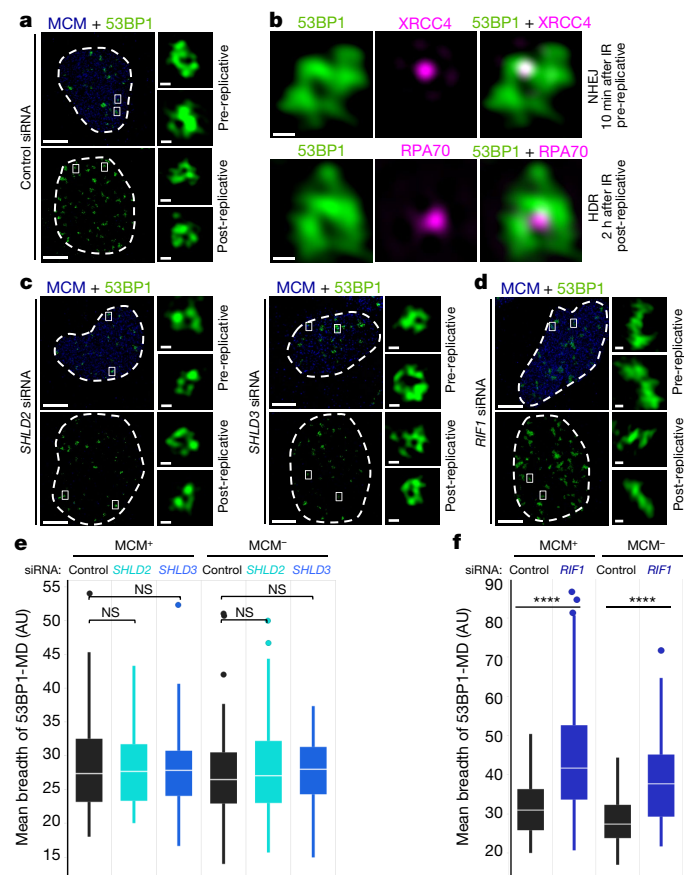 a
MCM + 53BP1
Control siRNA
Pre-replicative
Post-replicative
b
53BP1 XRCC4 53BP1 + XRCC4
NHEJ
10 min after IR
pre-replicative
53BP1 RPA70 53BP1 + RPA70
HDR
2 h after IR
post-replicative
c
MCM + 53BP1
SHLD2 siRNA
Pre-replicative
Post-replicative
MCM + 53BP1
SHLD3 siRNA
Pre-replicative
Post-replicative
d
MCM + 53BP1
RIF1 siRNA
Pre-replicative
Post-replicative
e
MCM⁺ MCM⁻
siRNA: Control SHLD2 SHLD3 Control SHLD2 SHLD3
Mean breadth of 53BP1-MD (AU)
55
50
45
40
35
30
25
20
15
NS NS
NS NS
f
MCM⁺ MCM⁻
siRNA: Control RIF1 Control RIF1
Mean breadth of 53BP1-MD (AU)
90
80
70
60
50
40
30
20
**** ****